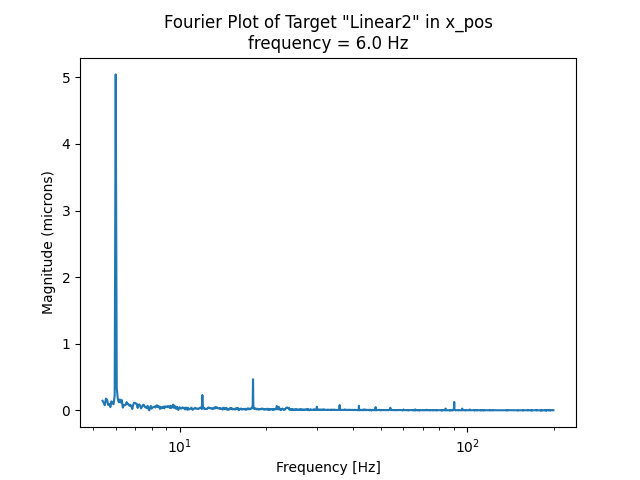 Fourier Plot of Target "Linear2" in x_pos
frequency = 6.0 Hz
5
4
3
2
1
0
Magnitude (microns)
10¹
10²
Frequency [Hz]